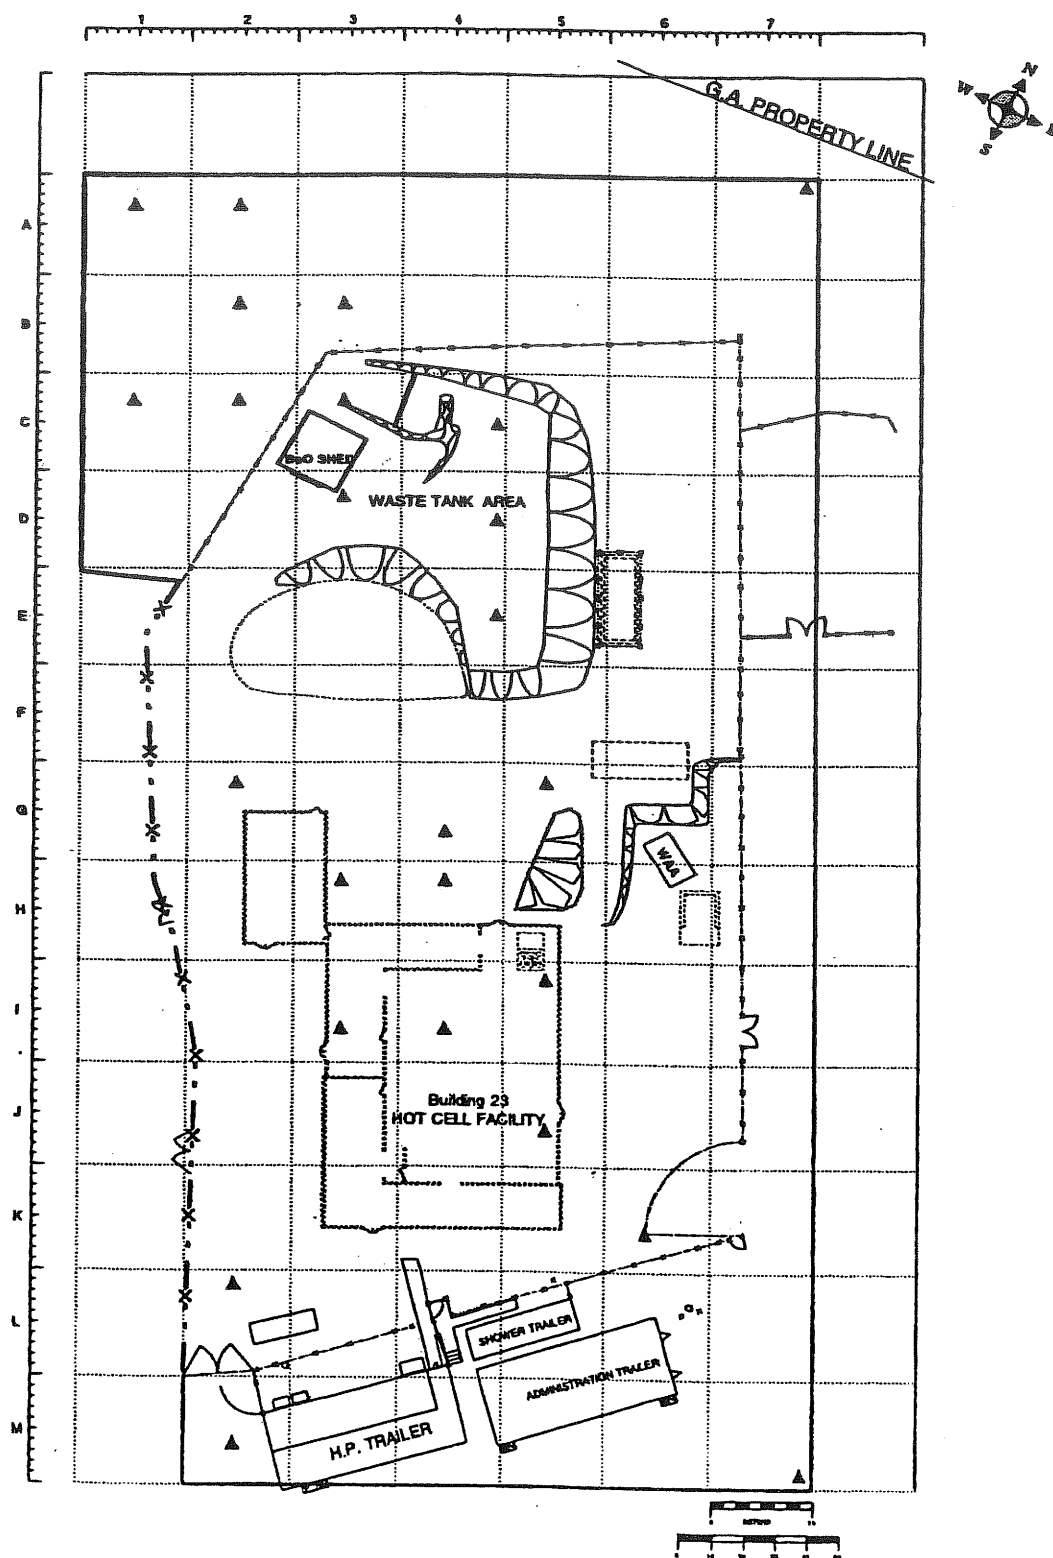 1 2 3 4 5 6 7
G.A. PROPERTY LINE
N
W
S
A
B
C
D
E
F
G
H
I
J
K
L
M
WASTE TANK AREA
WAA
Building 23
HOT CELL FACILITY
SHOWER TRAILER
ADMINISTRATION TRAILER
H.P. TRAILER